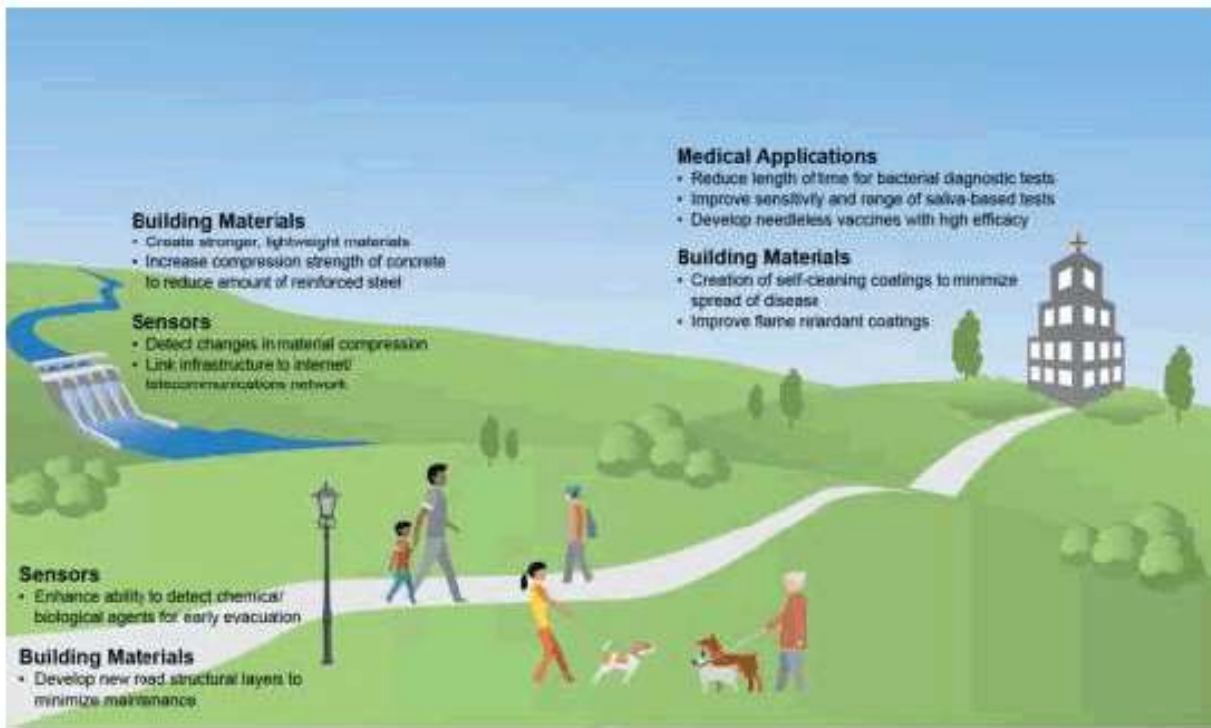 Building Materials
• Create stronger, lightweight materials
• Increase compression strength of concrete
to reduce amount of reinforced steel
Sensors
• Detect changes in material compression
• Link infrastructure to internet/
telecommunications network
Medical Applications
• Reduce length of time for bacterial diagnostic tests
• Improve sensitivity and range of saliva-based tests
• Develop needleless vaccines with high efficacy
Building Materials
• Creation of self-cleaning coatings to minimize
spread of disease
• Improve flame retardant coatings
Sensors
• Enhance ability to detect chemical/
biological agents for early evacuation
Building Materials
• Develop new road structural layers to
minimize maintenance